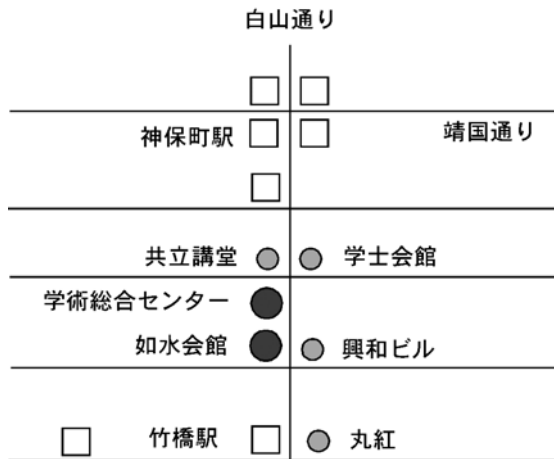 白山通り
神保町駅
靖国通り
共立講堂
学士会館
学術総合センター
如水会館
興和ビル
竹橋駅
丸紅